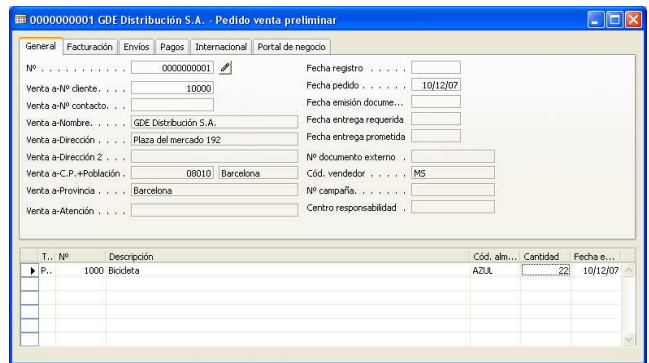 0000000001 GDE Distribución S.A. - Pedido venta preliminar
General Facturación Envíos Pagos Internacional Portal de negocio
Nº . . . . . . . . . . . 0000000001
Venta a-Nº cliente. . . . 10000
Venta a-Nº contacto. . .
Venta a-Nombre. . . . . GDE Distribución S.A.
Venta a-Dirección . . . . Plaza del mercado 192
Venta a-Dirección 2 . . .
Venta a-C.P.+Población . 08010 Barcelona
Venta a-Provincia . . . . Barcelona
Venta a-Atención . . . .
Fecha registro . . . . .
Fecha pedido . . . . . . 10/12/07
Fecha emisión docume...
Fecha entrega requerida
Fecha entrega prometida
Nº documento externo .
Cód. vendedor . . . . . MS
Nº campaña. . . . . . .
Centro responsabilidad .
T.. Nº Descripción Cód. alm... Cantidad Fecha e...
P.. 1000 Bicicleta AZUL 22 10/12/07